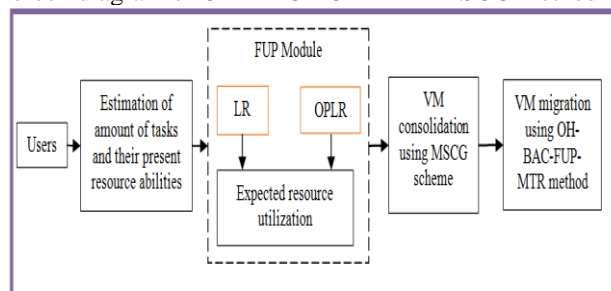 FUP Module
Users
Estimation of
amount of tasks
and their present
resource abilities
LR
OPLR
Expected resource
utilization
VM
consolidation
using MSCG
scheme
VM migration
using OH-
BAC-FUP-
MTR method